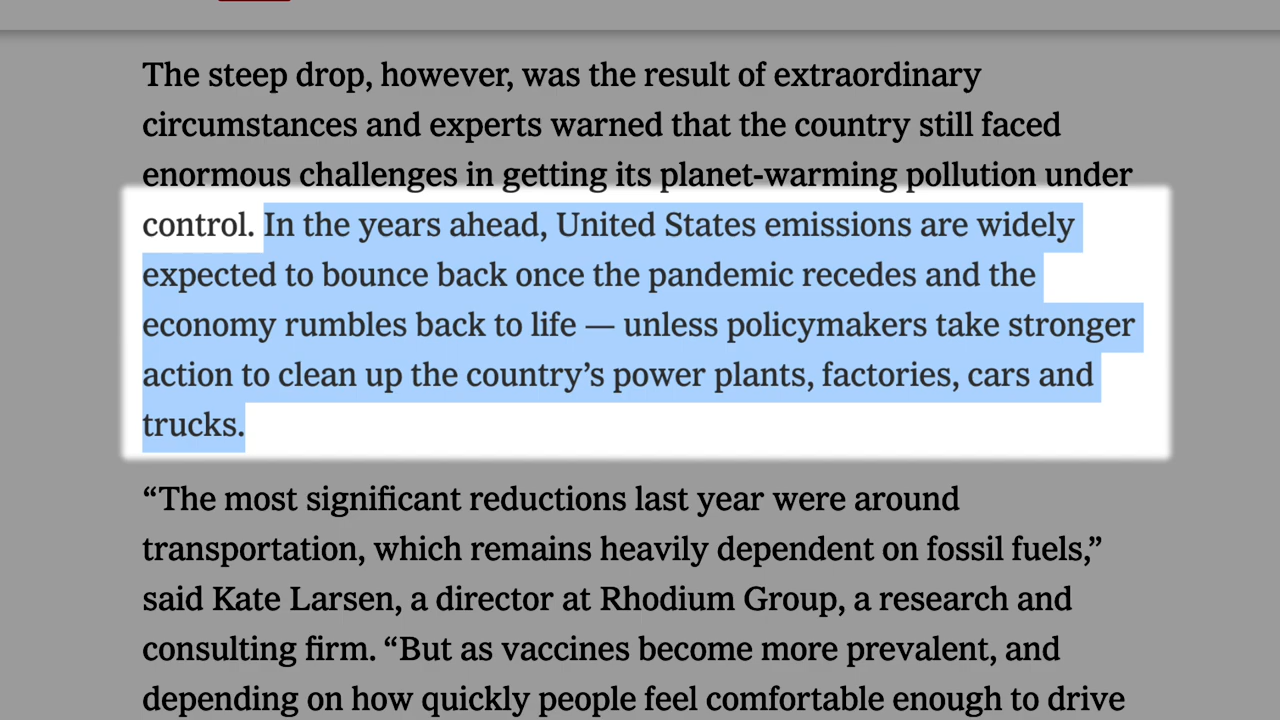 The steep drop, however, was the result of extraordinary
circumstances and experts warned that the country still faced
enormous challenges in getting its planet-warming pollution under
control. In the years ahead, United States emissions are widely
expected to bounce back once the pandemic recedes and the
economy rumbles back to life — unless policymakers take stronger
action to clean up the country’s power plants, factories, cars and
trucks.
“The most significant reductions last year were around
transportation, which remains heavily dependent on fossil fuels,”
said Kate Larsen, a director at Rhodium Group, a research and
consulting firm. “But as vaccines become more prevalent, and
depending on how quickly people feel comfortable enough to drive